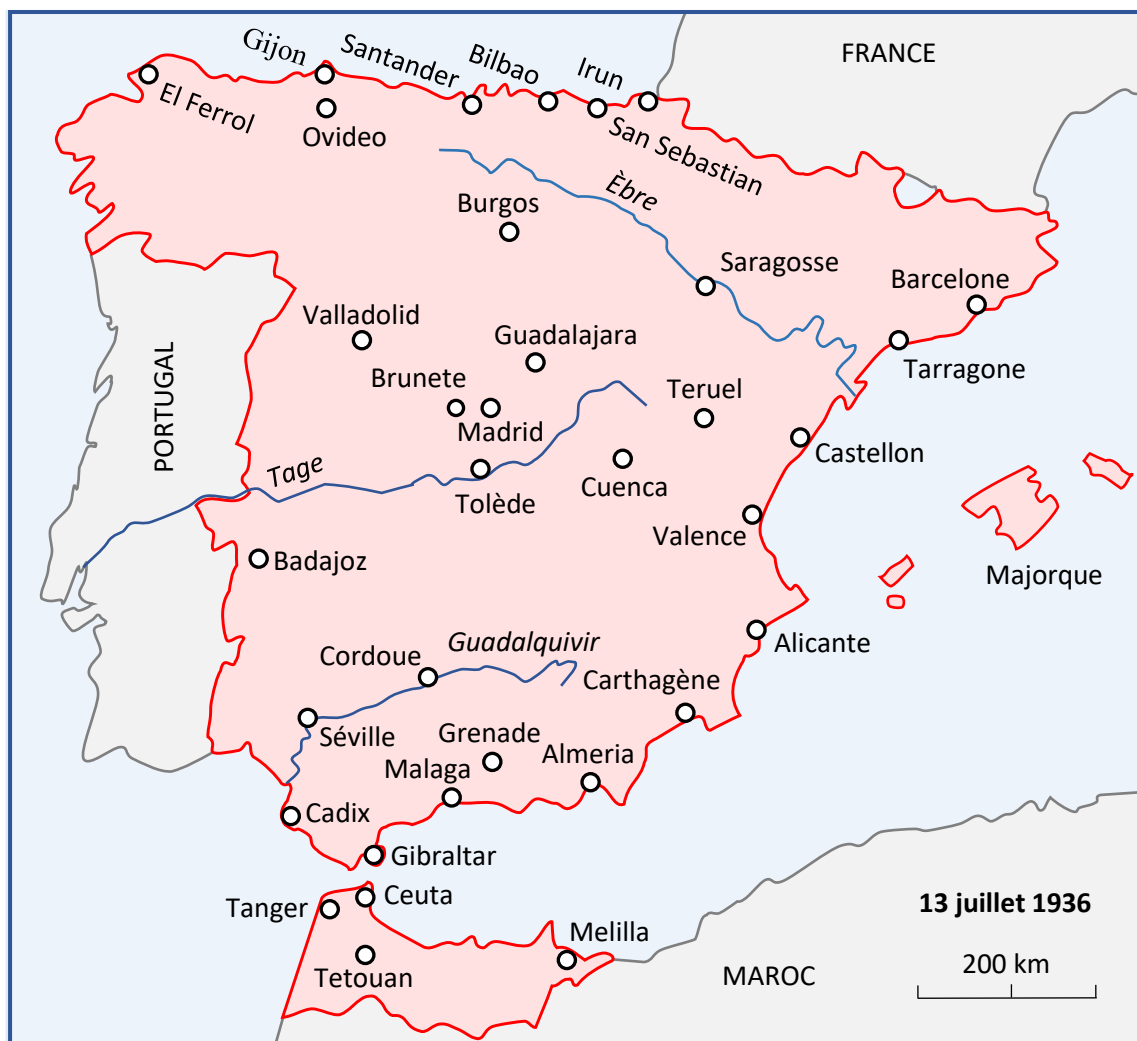 FRANCE
Gijon
Santander
Bilbao
Irun
El Ferrol
Ovideo
San Sebastian
Èbre
Burgos
Saragosse
Barcelone
Valladolid
Guadalajara
Tarragone
PORTUGAL
Brunete
Madrid
Teruel
Castellon
Tage
Tolède
Cuenca
Valence
Badajoz
Majorque
Alicante
Guadalquivir
Cordoue
Carthagène
Séville
Grenade
Almeria
Malaga
Cadix
Gibraltar
Ceuta
Tanger
13 juillet 1936
Melilla
200 km
Tetouan
MAROC